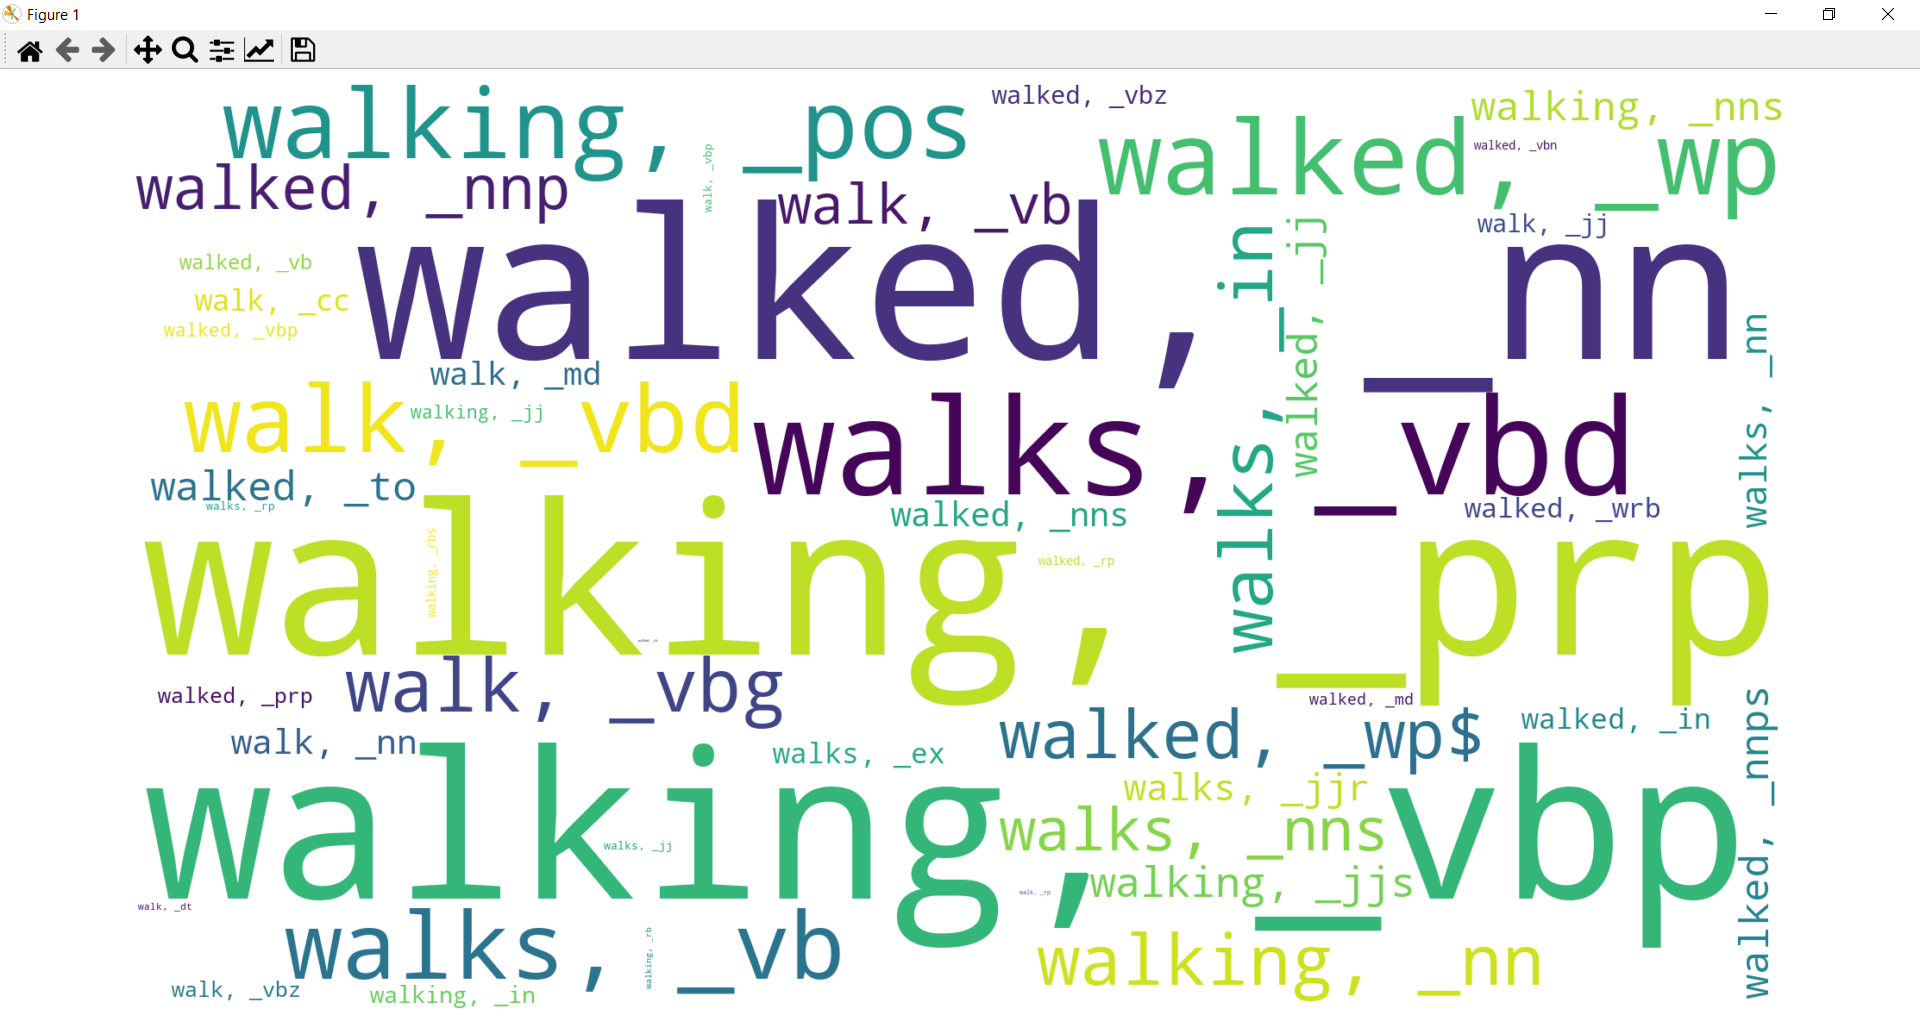 Figure 1
walking, _pos
walked, _vbz
walking, _nns
walked, _wp
walked, _vbn
walk, _vbp
walked, _nnp
walk, _vb
walk, _jj
walked, _nn
walks, _in
walked, _jj
walked, _vb
walk, _cc
walked, _vbp
walks, _nn
walk, _md
walk, _vbd
walking, _jj
walks, _vbd
walked, _to
walks, _rp
walked, _nns
walked, _wrb
walking, _prp
walking, _rbs
walked, _rp
walk, _vbg
walked, _prp
walked, _md
walked, _wp$
walked, _in
walked, _nnps
walk, _nn
walks, _ex
walking, _vbp
walks, _jjr
walks, _nns
walks, _jj
walking, _jjs
walk, _rp
walk, _dt
walks, _vb
walking, _rb
walking, _nn
walk, _vbz
walking, _in